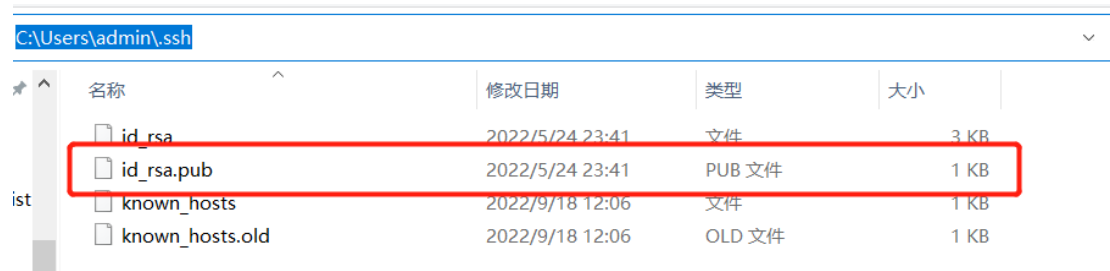 C:\Users\admin\.ssh
名称 修改日期 类型 大小
id_rsa 2022/5/24 23:41 文件 3 KB
id_rsa.pub 2022/5/24 23:41 PUB 文件 1 KB
ist
known_hosts 2022/9/18 12:06 文件 1 KB
known_hosts.old 2022/9/18 12:06 OLD 文件 1 KB